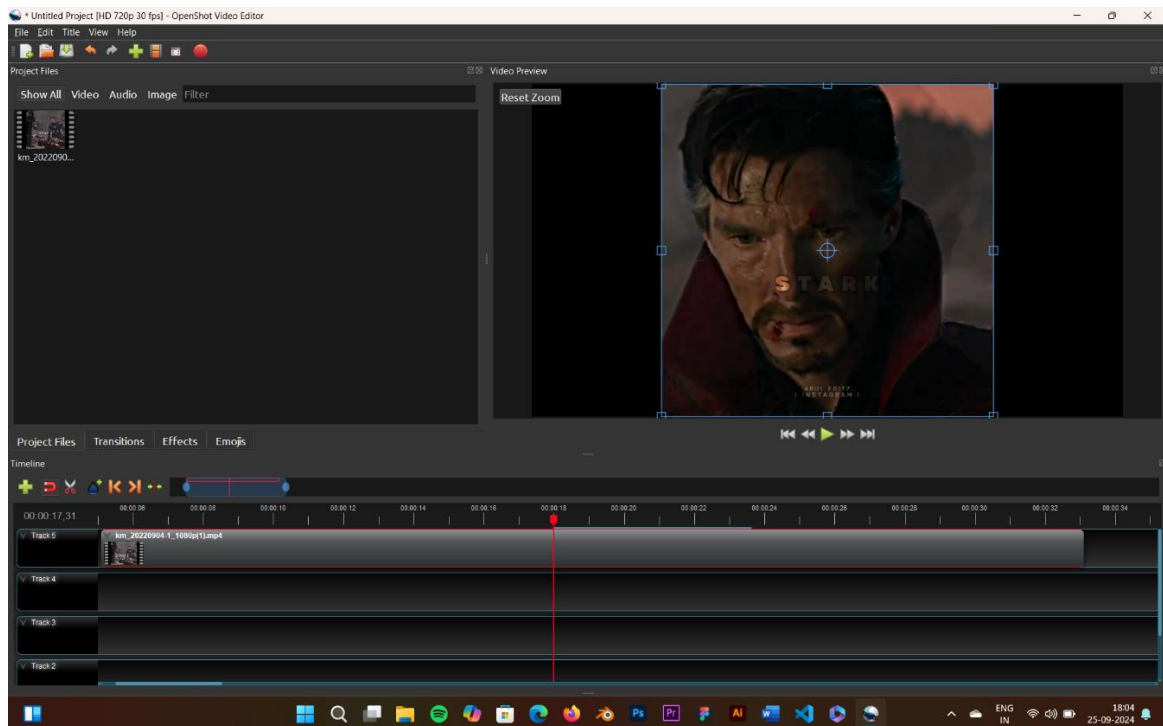 * Untitled Project [HD 720p 30 fps] - OpenShot Video Editor
File Edit Title View Help
Project Files
Video Preview
Show All Video Audio Image Filter
Reset Zoom
km_2022090...
STARK
| INSTAGRAM |
Project Files Transitions Effects Emojis
Timeline
00:00:17,31
00:00:06 00:00:08 00:00:10 00:00:12 00:00:14 00:00:16 00:00:18 00:00:20 00:00:22 00:00:24 00:00:26 00:00:28 00:00:30 00:00:32 00:00:34
Track 5
km_20220904-1_1080p(1).mp4
Track 4
Track 3
Track 2
Ps Pr Ai
ENG
IN
18:04
25-09-2024